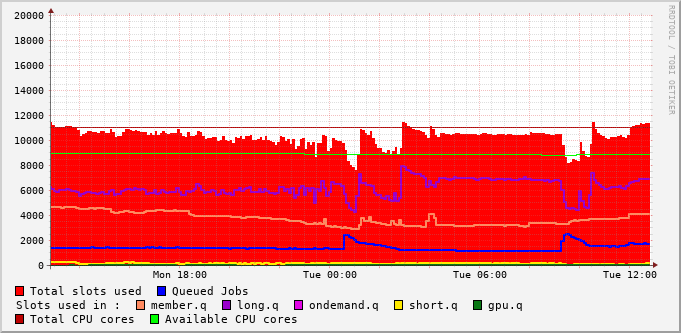 20000
18000
16000
14000
12000
10000
8000
6000
4000
2000
0
Mon 18:00 Tue 00:00 Tue 06:00 Tue 12:00
Total slots used Queued Jobs
Slots used in : member.q long.q ondemand.q short.q gpu.q
Total CPU cores Available CPU cores
RRDTOOL / TOBI OETIKER